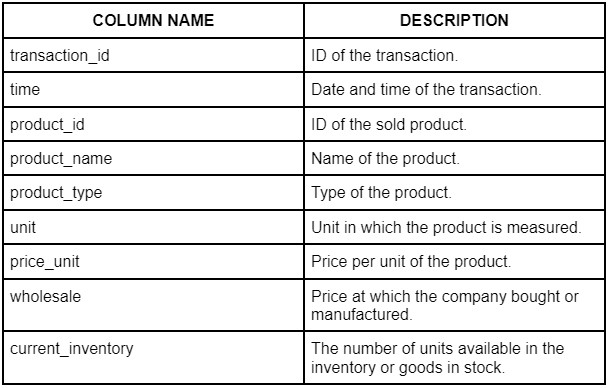 COLUMN NAME DESCRIPTION
transaction_id ID of the transaction.
time Date and time of the transaction.
product_id ID of the sold product.
product_name Name of the product.
product_type Type of the product.
unit Unit in which the product is measured.
price_unit Price per unit of the product.
wholesale Price at which the company bought or
manufactured.
current_inventory The number of units available in the
inventory or goods in stock.